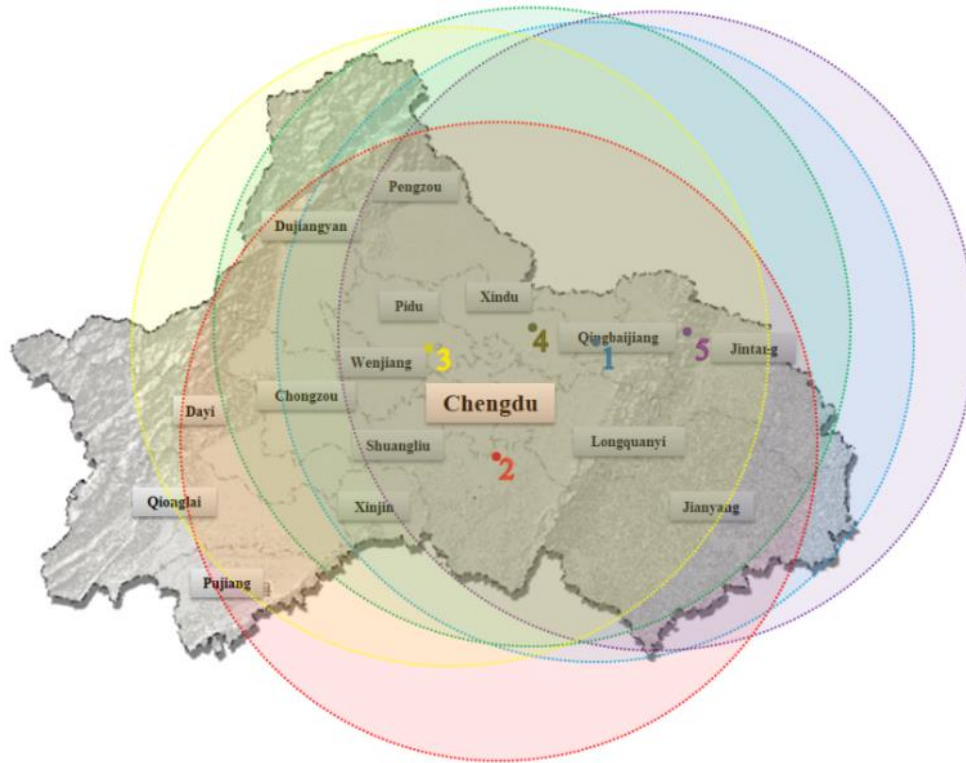 Pengzou
Dujiangyan
Pidu
Xindu
4
Qingbaijiang
1
5
Jintang
Wenjiang
3
Chongzou
Chengdu
Dayi
Shuangliu
Longquanyi
2
Qionglai
Xinjin
Jianyang
Pujiang